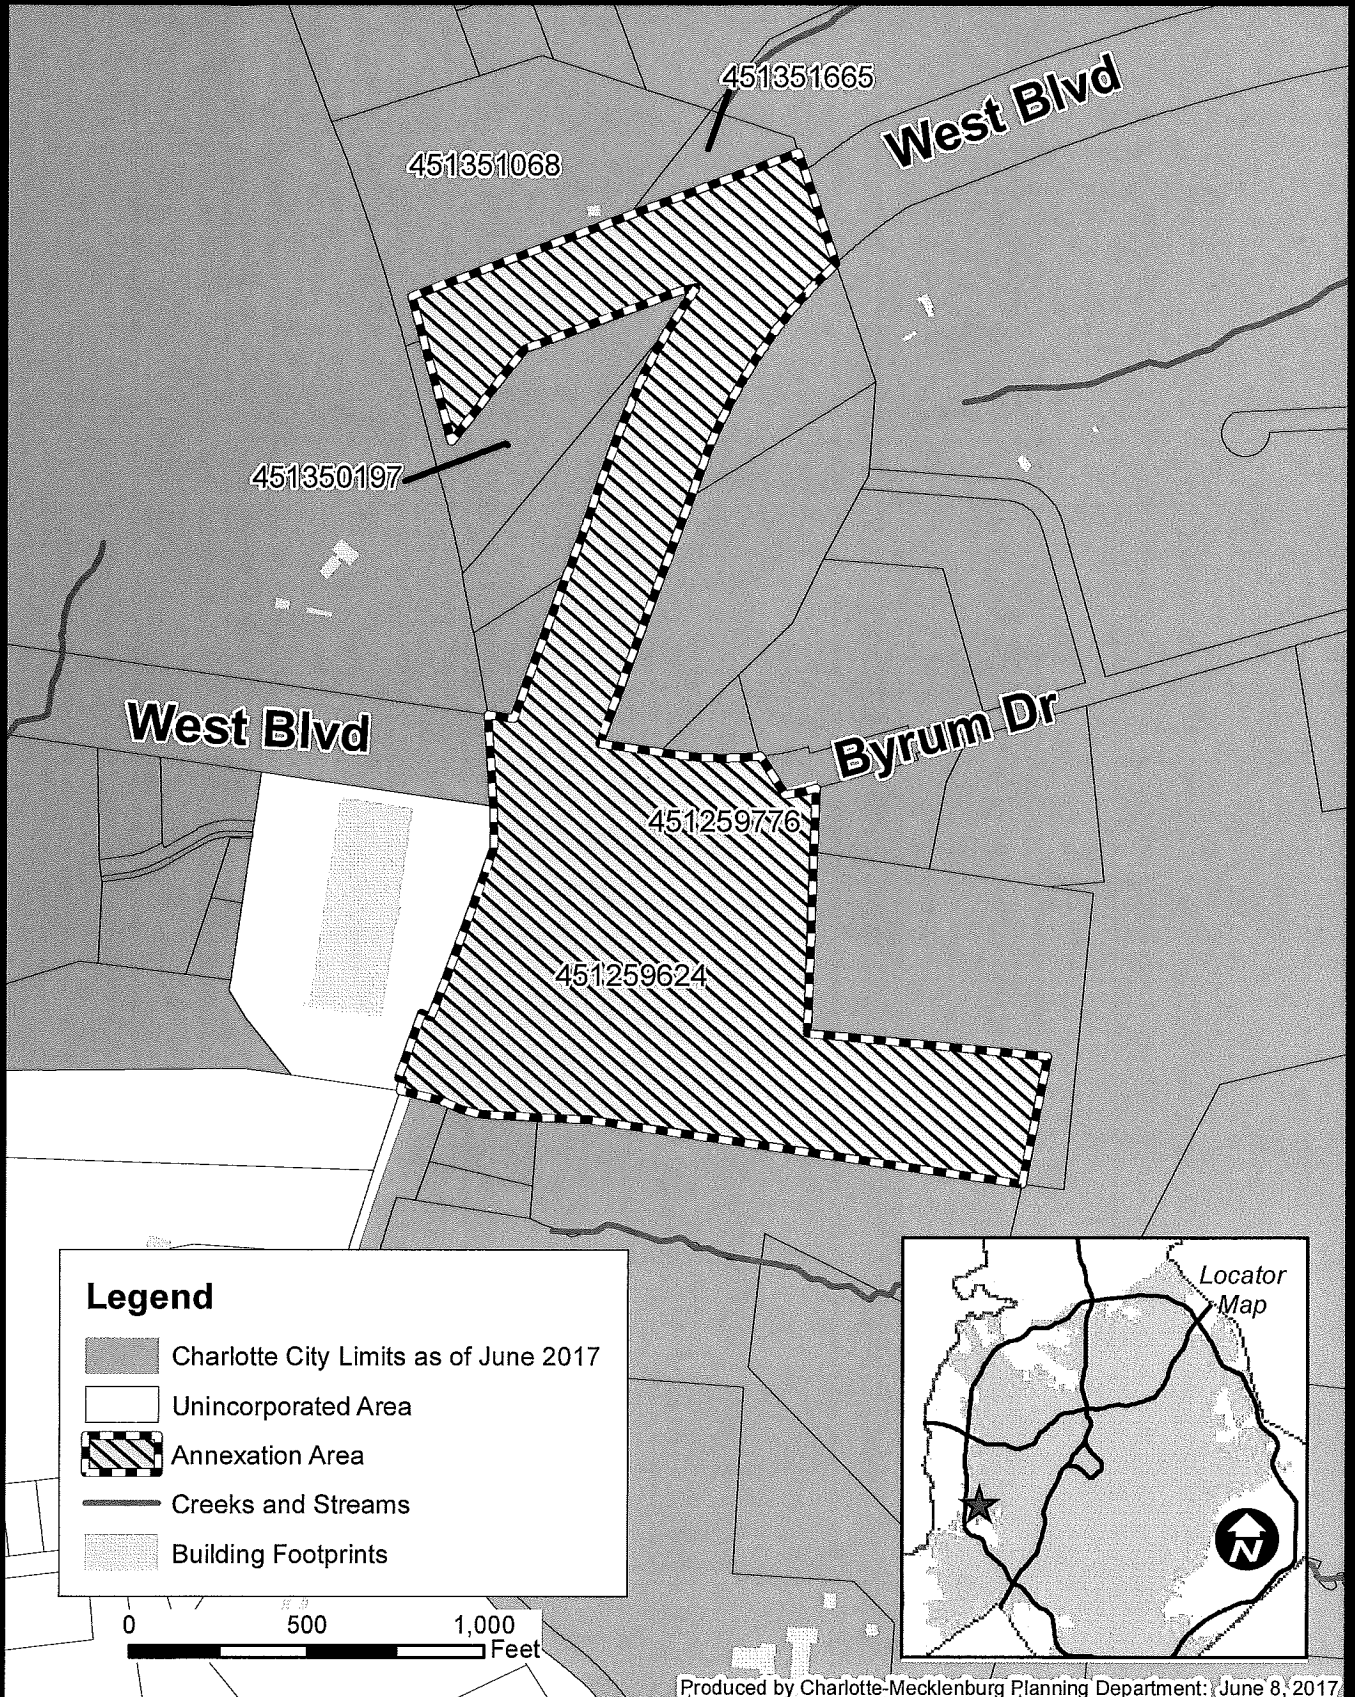 451351665
West Blvd
451351068
451350197
West Blvd
Byrum Dr
451259776
451259624
Legend
Charlotte City Limits as of June 2017
Unincorporated Area
Annexation Area
Creeks and Streams
Building Footprints
0 500 1,000
Feet
Locator
Map
N
Produced by Charlotte-Mecklenburg Planning Department: June 8, 2017